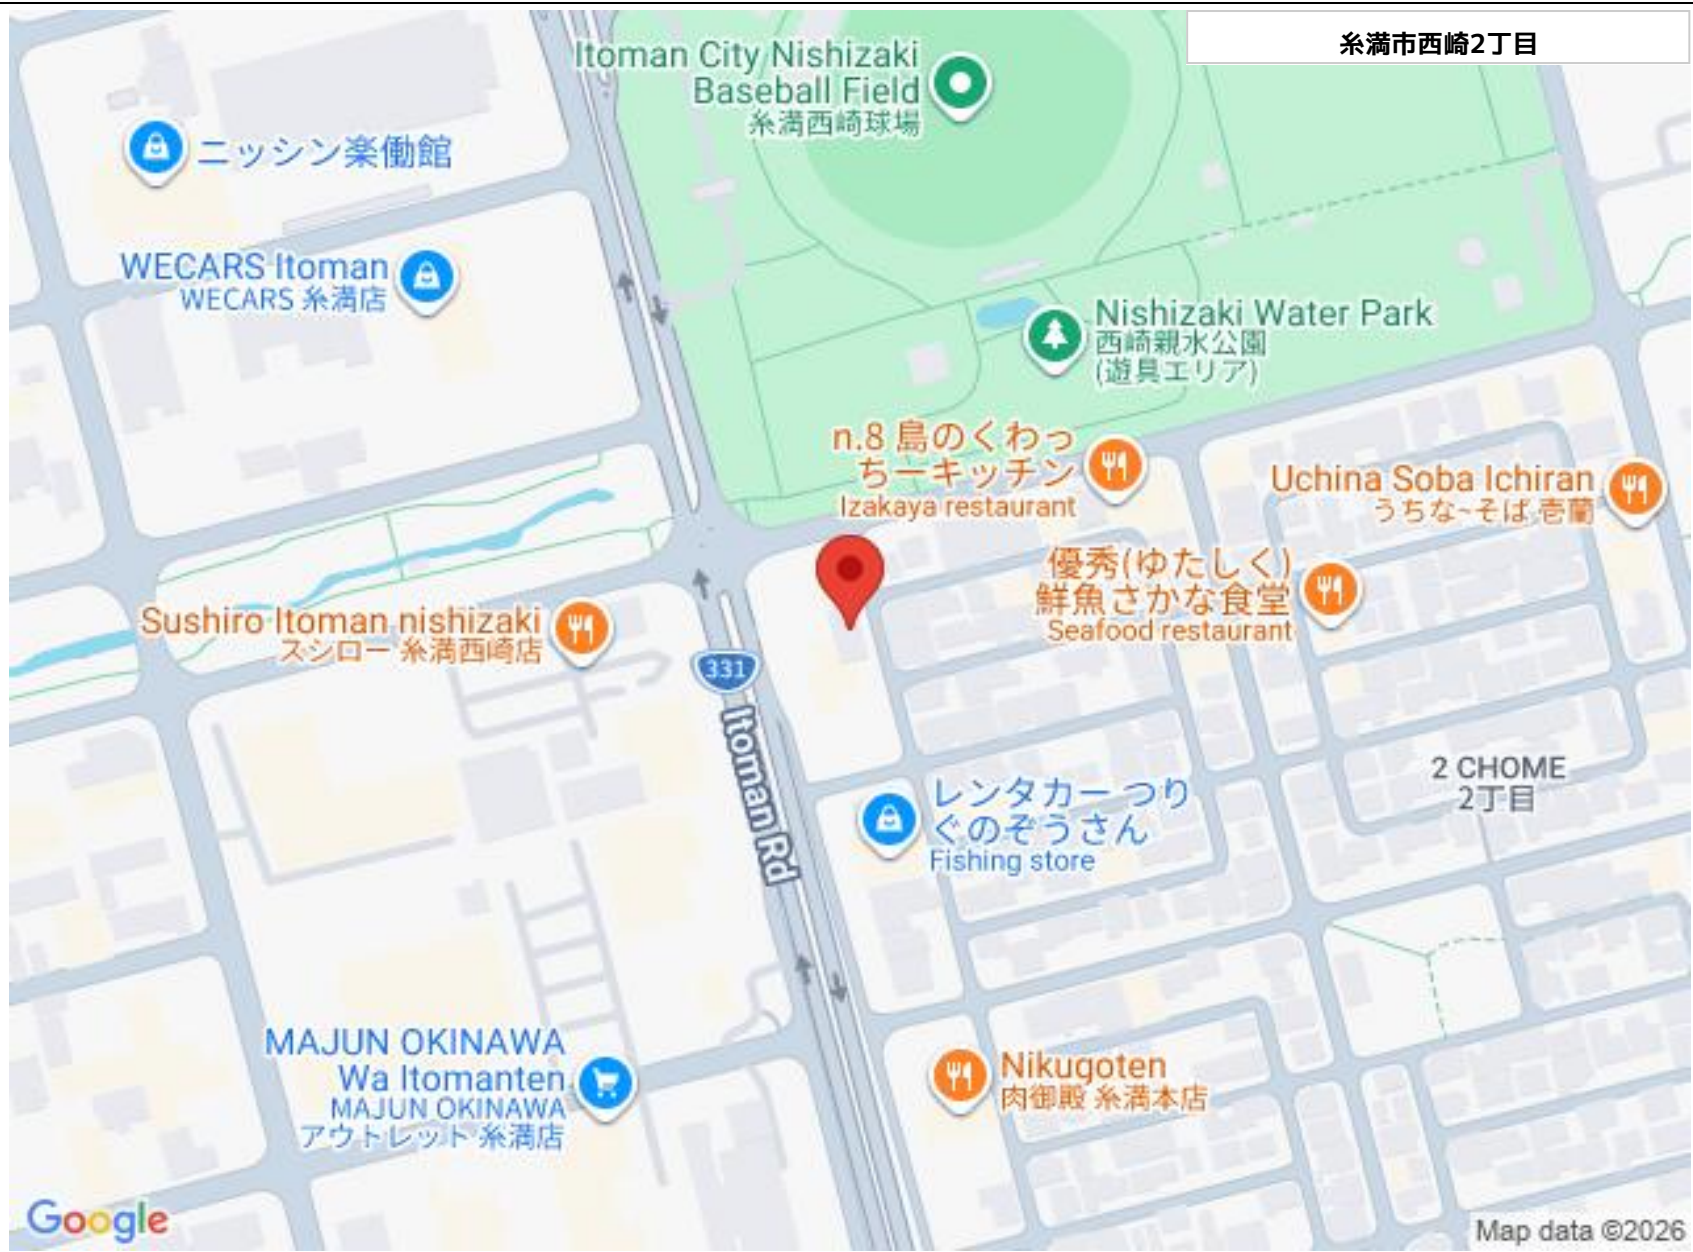 糸満市西崎2丁目
Itoman City Nishizaki
Baseball Field
糸満西崎球場
ニッシン楽働館
WECARS Itoman
WECARS 糸満店
Nishizaki Water Park
西崎親水公園
(遊具エリア)
n.8 島のくわっ
ちーキッチン
Izakaya restaurant
Uchina Soba Ichiran
うちな~そば 壱蘭
優秀(ゆたしく)
鮮魚さかな食堂
Seafood restaurant
Sushiro Itoman nishizaki
スシロー 糸満西崎店
331
Itoman Rd
2 CHOME
2丁目
レンタカー つり
ぐのぞうさん
Fishing store
MAJUN OKINAWA
Wa Itomanten
MAJUN OKINAWA
アウトレット 糸満店
Nikugoten
肉御殿 糸満本店
Google
Map data ©2026